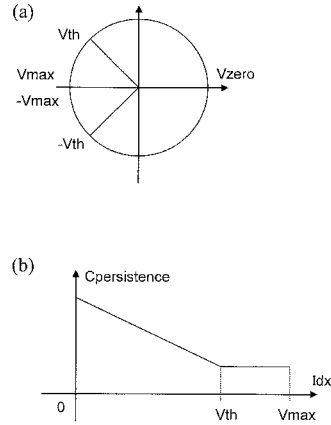 (a)
Vth
Vmax
Vzero
-Vmax
-Vth
(b)
Cpersistence
Idx
0
Vth
Vmax